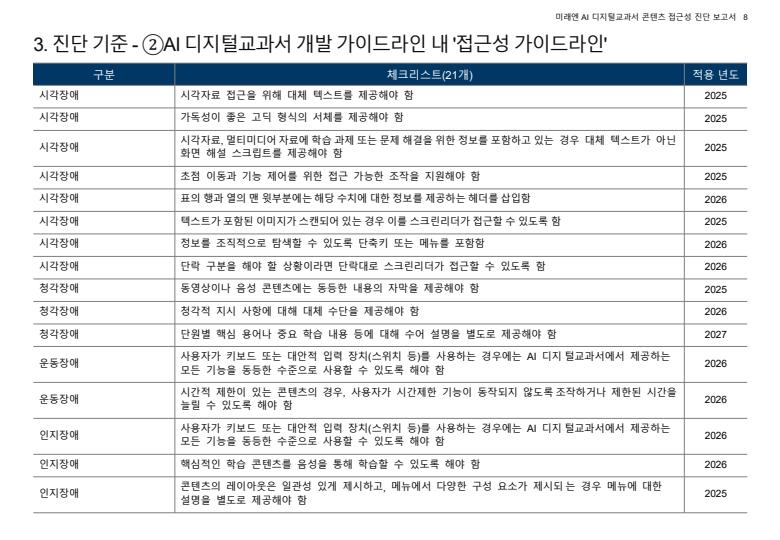 미래엔 AI 디지털교과서 콘텐츠 접근성 진단 보고서 8
3. 진단 기준 - ②AI 디지털교과서 개발 가이드라인 내 '접근성 가이드라인'
구분 체크리스트(21개) 적용 년도
시각장애 시각자료 접근을 위해 대체 텍스트를 제공해야 함 2025
시각장애 가독성이 좋은 고딕 형식의 서체를 제공해야 함 2025
시각장애 시각자료, 멀티미디어 자료에 학습 과제 또는 문제 해결을 위한 정보를 포함하고 있는 경우 대체 텍스트가 아닌
화면 해설 스크립트를 제공해야 함 2025
시각장애 초점 이동과 기능 제어를 위한 접근 가능한 조작을 지원해야 함 2025
시각장애 표의 행과 열의 맨 윗부분에는 해당 수치에 대한 정보를 제공하는 헤더를 삽입함 2026
시각장애 텍스트가 포함된 이미지가 스캔되어 있는 경우 이를 스크린리더가 접근할 수 있도록 함 2025
시각장애 정보를 조직적으로 탐색할 수 있도록 단축키 또는 메뉴를 포함함 2026
시각장애 단락 구분을 해야 할 상황이라면 단락대로 스크린리더가 접근할 수 있도록 함 2026
청각장애 동영상이나 음성 콘텐츠에는 동등한 내용의 자막을 제공해야 함 2025
청각장애 청각적 지시 사항에 대해 대체 수단을 제공해야 함 2026
청각장애 단원별 핵심 용어나 중요 학습 내용 등에 대해 수어 설명을 별도로 제공해야 함 2027
운동장애 사용자가 키보드 또는 대안적 입력 장치(스위치 등)를 사용하는 경우에는 AI 디지털교과서에서 제공하는
모든 기능을 동등한 수준으로 사용할 수 있도록 해야 함 2026
운동장애 시간적 제한이 있는 콘텐츠의 경우, 사용자가 시간제한 기능이 동작되지 않도록 조작하거나 제한된 시간을
늘릴 수 있도록 해야 함 2026
인지장애 사용자가 키보드 또는 대안적 입력 장치(스위치 등)를 사용하는 경우에는 AI 디지털교과서에서 제공하는
모든 기능을 동등한 수준으로 사용할 수 있도록 해야 함 2026
인지장애 핵심적인 학습 콘텐츠를 음성을 통해 학습할 수 있도록 해야 함 2026
인지장애 콘텐츠의 레이아웃은 일관성 있게 제시하고, 메뉴에서 다양한 구성 요소가 제시되는 경우 메뉴에 대한
설명을 별도로 제공해야 함 2025